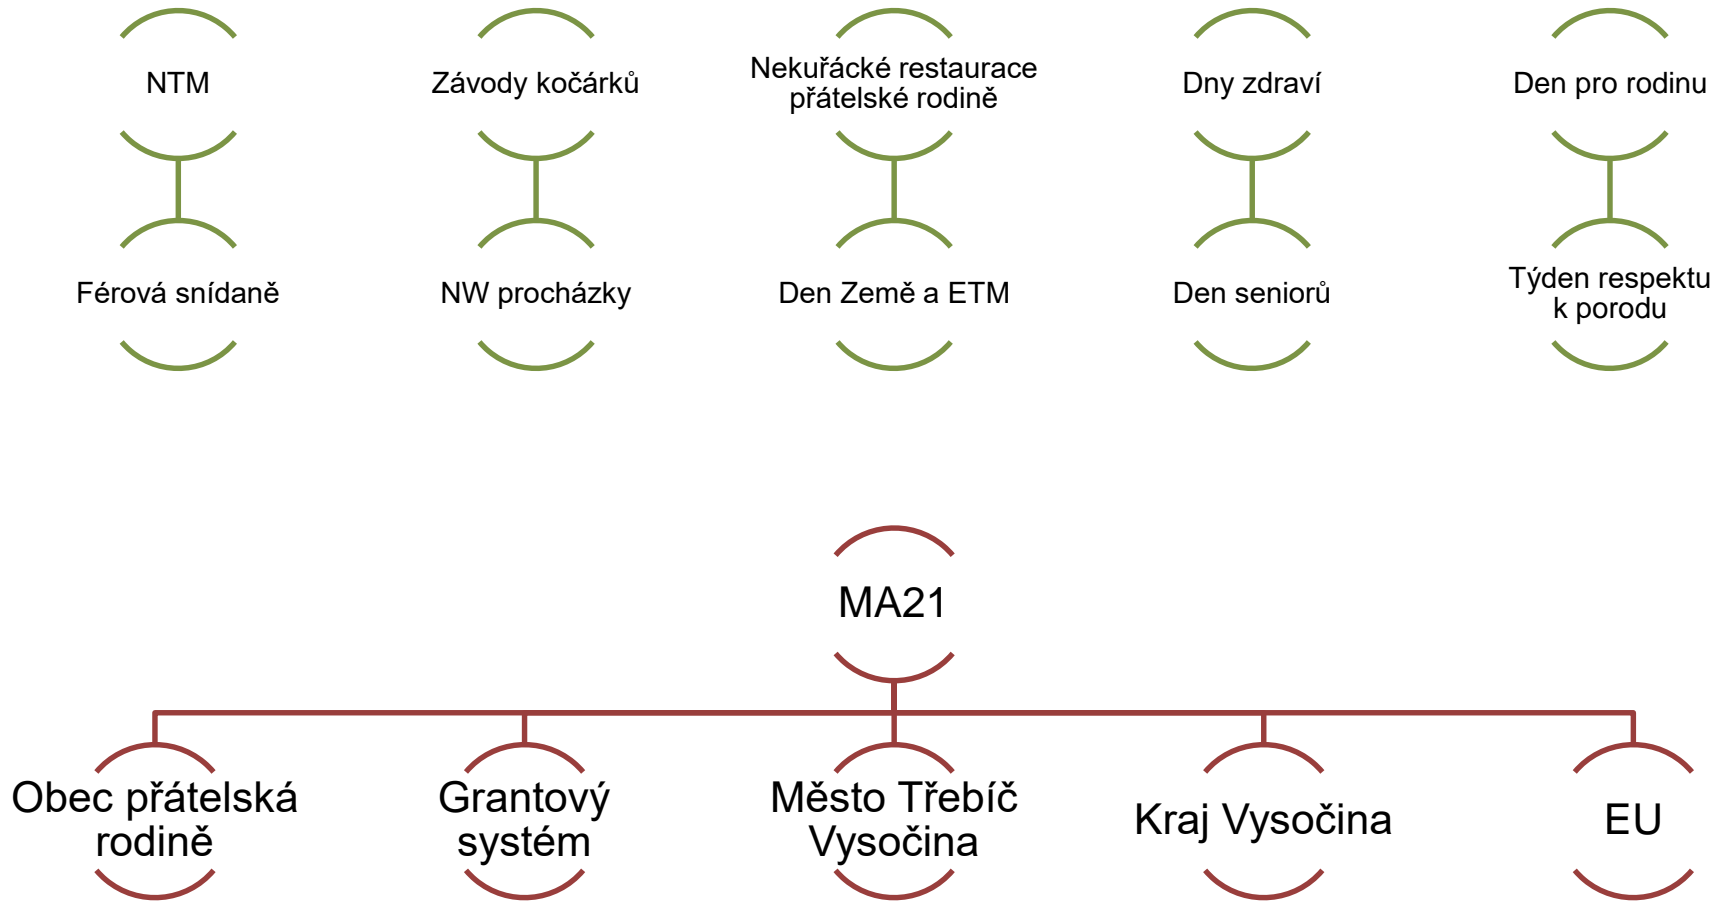 NTM
Závody kočárků
Nekuřácké restaurace
přátelské rodině
Dny zdraví
Den pro rodinu
Férová snídaně
NW procházky
Den Země a ETM
Den seniorů
Týden respektu
k porodu
MA21
Obec přátelská
rodině
Grantový
systém
Město Třebíč
Vysočina
Kraj Vysočina
EU